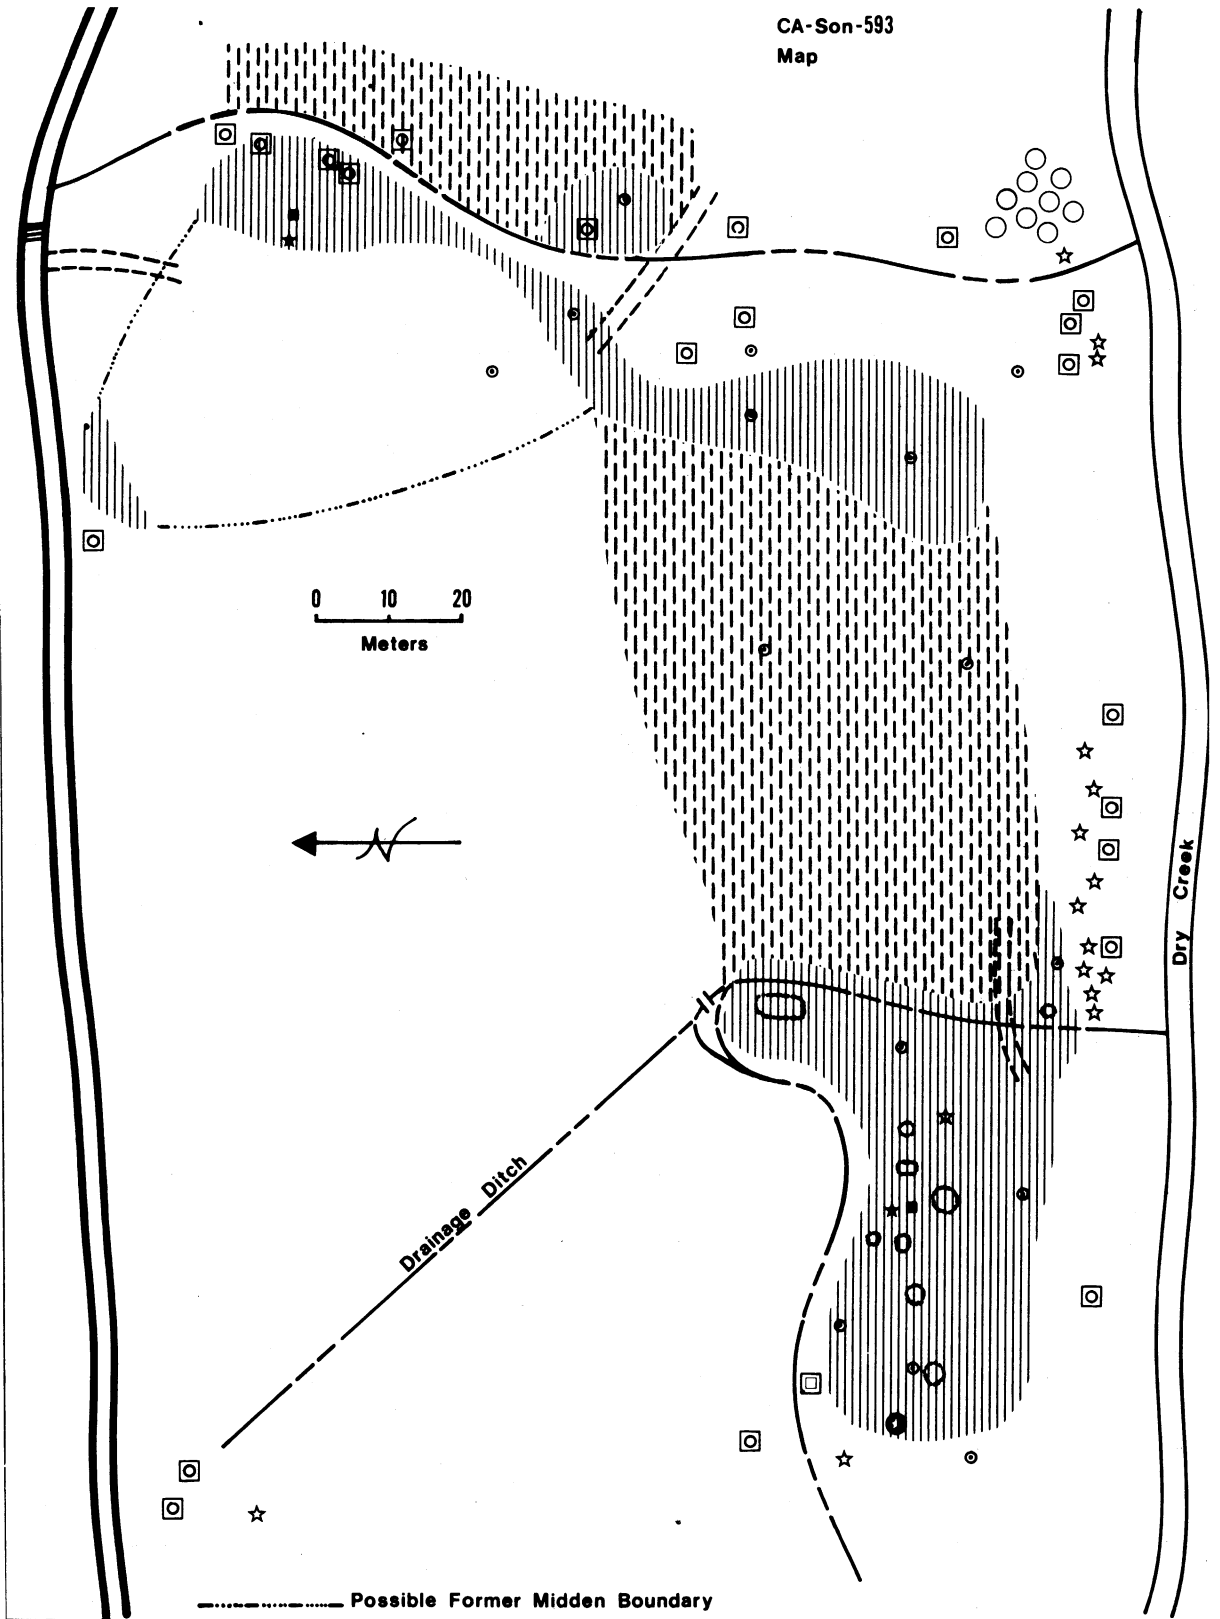 CA-Son-593
Map
0 10 20
Meters
N
Dry Creek
Drainage Ditch
Possible Former Midden Boundary